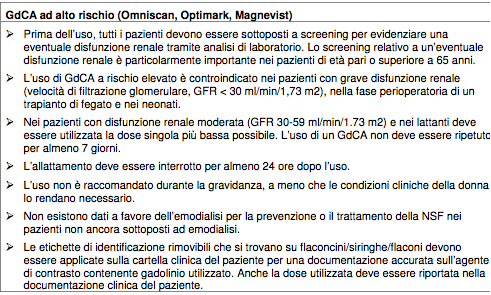 GdCA ad alto rischio (Omniscan, Optimark, Magnevist)
➢ Prima dell'uso, tutti i pazienti devono essere sottoposti a screening per evidenziare una
eventuale disfunzione renale tramite analisi di laboratorio. Lo screening relativo a un'eventuale
disfunzione renale è particolarmente importante nei pazienti di età pari o superiore a 65 anni.
➢ L'uso di GdCA a rischio elevato è controindicato nei pazienti con grave disfunzione renale
(velocità di filtrazione glomerulare, GFR < 30 ml/min/1,73 m2), nella fase perioperatoria di un
trapianto di fegato e nei neonati.
➢ Nei pazienti con disfunzione renale moderata (GFR 30-59 ml/min/1.73 m2) e nei lattanti deve
essere utilizzata la dose singola più bassa possibile. L'uso di un GdCA non deve essere ripetuto
per almeno 7 giorni.
➢ L'allattamento deve essere interrotto per almeno 24 ore dopo l'uso.
➢ L'uso non è raccomandato durante la gravidanza, a meno che le condizioni cliniche della donna
lo rendano necessario.
➢ Non esistono dati a favore dell'emodialisi per la prevenzione o il trattamento della NSF nei
pazienti non ancora sottoposti ad emodialisi.
➢ Le etichette di identificazione rimovibili che si trovano su flaconcini/siringhe/flaconi devono
essere applicate sulla cartella clinica del paziente per una documentazione accurata sull'agente
di contrasto contenente gadolinio utilizzato. Anche la dose utilizzata deve essere riportata nella
documentazione clinica del paziente.